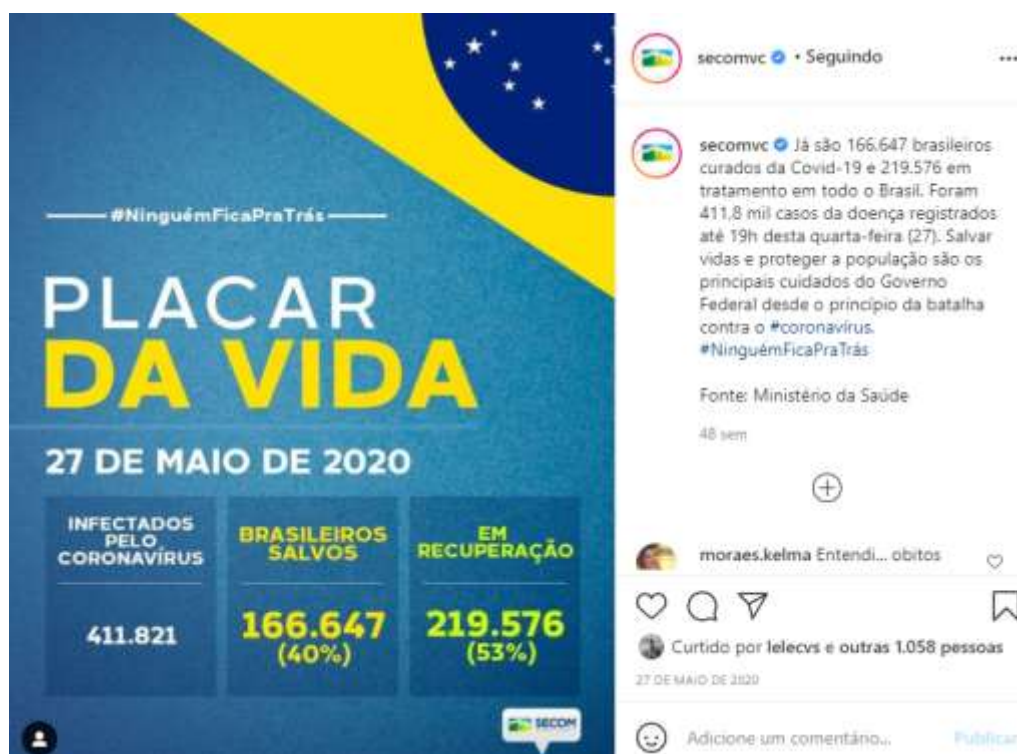 #NinguémFicaPraTrás
PLACAR
DA VIDA
27 DE MAIO DE 2020
INFECTADOS
PELO
CORONAVÍRUS
411.821
BRASILEIROS
SALVOS
166.647
(40%)
EM
RECUPERAÇÃO
219.576
(53%)
SECOM
secomvc • Seguindo
secomvc Já são 166.647 brasileiros
curados da Covid-19 e 219.576 em
tratamento em todo o Brasil. Foram
411,8 mil casos da doença registrados
até 19h desta quarta-feira (27). Salvar
vidas e proteger a população são os
principais cuidados do Governo
Federal desde o princípio da batalha
contra o #coronavírus.
#NinguémFicaPraTrás
Fonte: Ministério da Saúde
48 sem
moraes.kelma Entendi... obitos
Curtido por lelecvs e outras 1.058 pessoas
27 DE MAIO DE 2020
Adicione um comentário...
Publicar